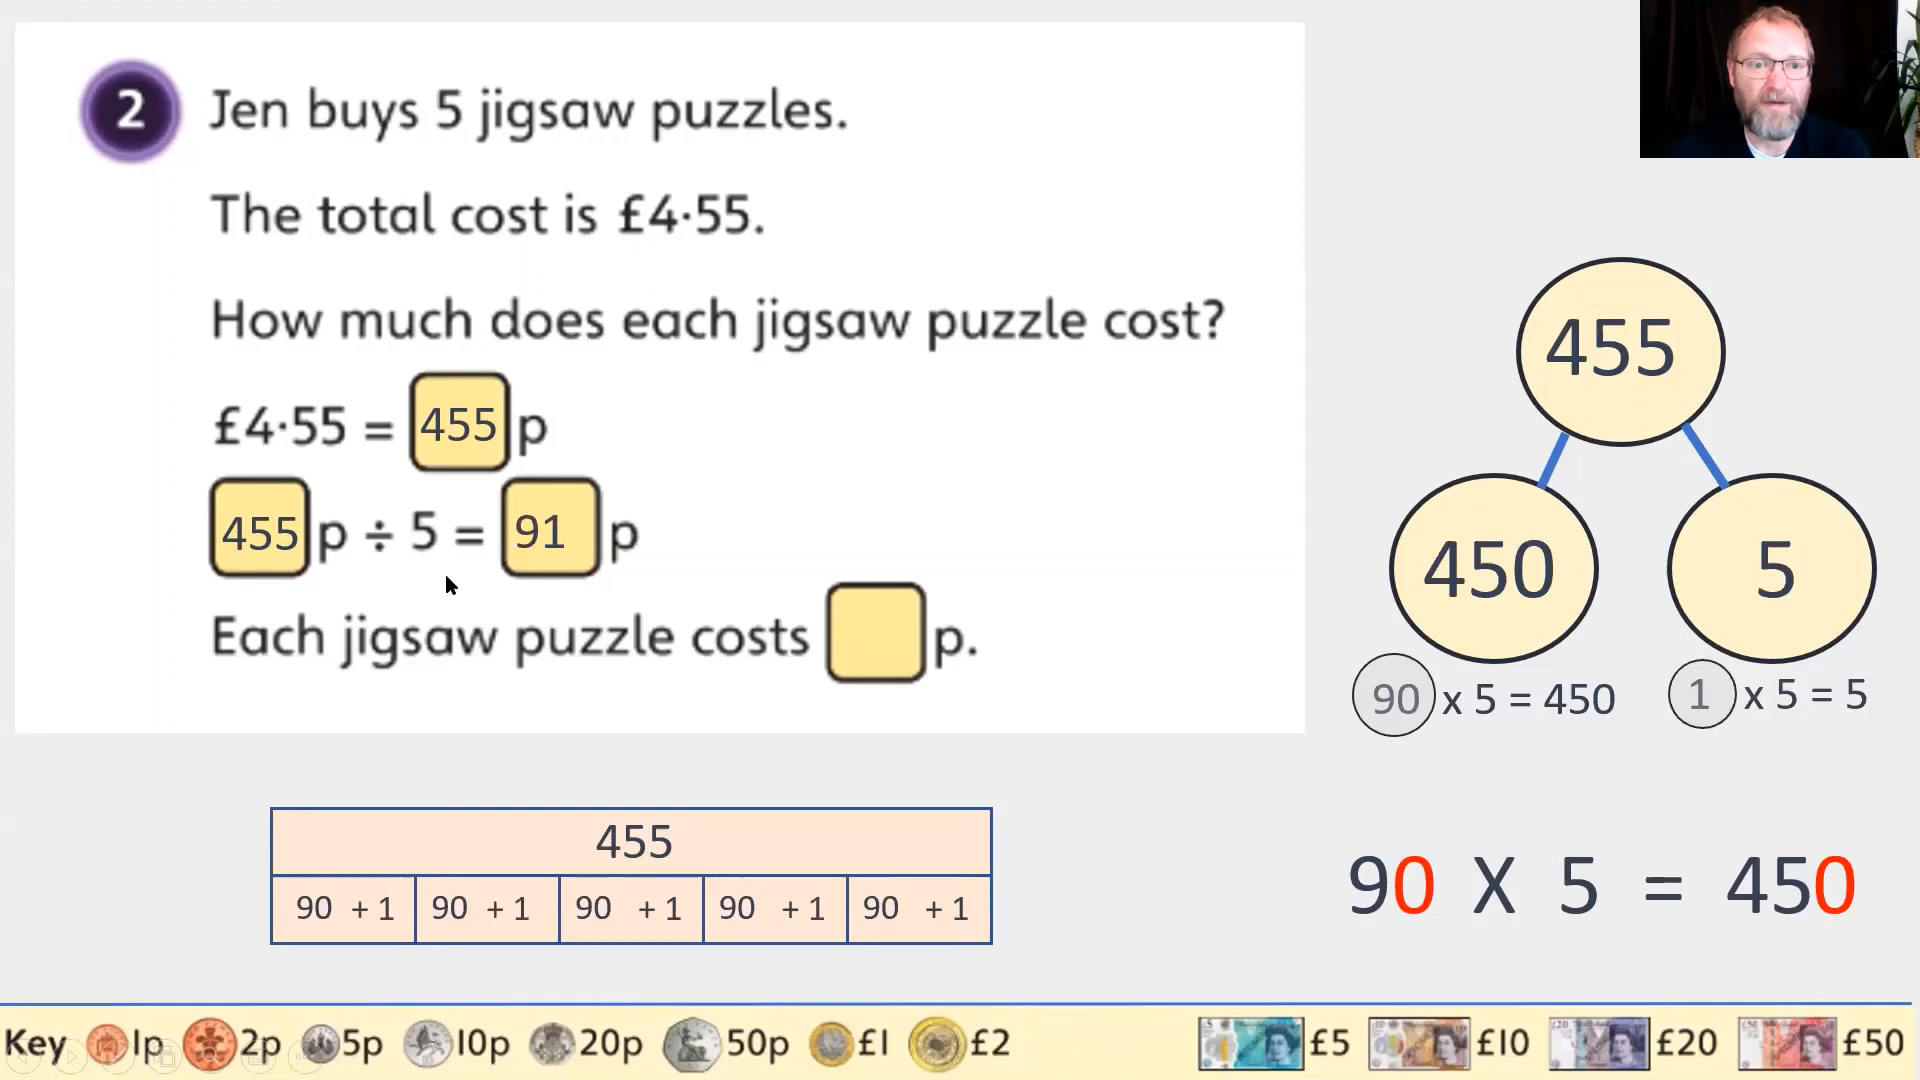 2 Jen buys 5 jigsaw puzzles.
The total cost is £4·55.
How much does each jigsaw puzzle cost?
£4·55 = 455 p
455 p ÷ 5 = 91 p
Each jigsaw puzzle costs p.
455
450 5
90 x 5 = 450 1 x 5 = 5
455
90 + 1 90 + 1 90 + 1 90 + 1 90 + 1
90 X 5 = 450
Key 1p 2p 5p 10p 20p 50p £1 £2 £5 £10 £20 £50